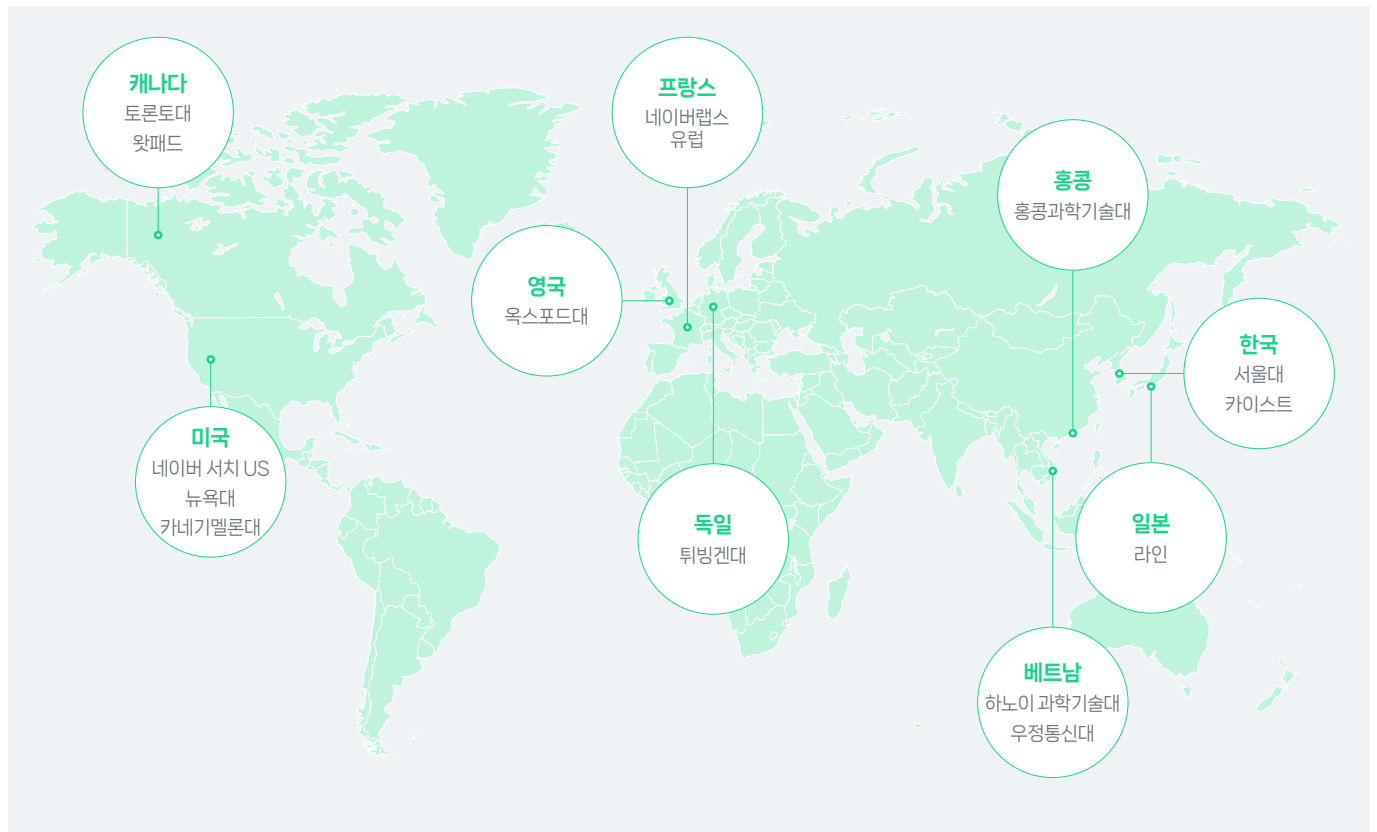 캐나다
토론토대
왓패드
프랑스
네이버랩스
유럽
홍콩
홍콩과학기술대
영국
옥스포드대
한국
서울대
카이스트
미국
네이버 서치 US
뉴욕대
카네기멜론대
독일
튀빙겐대
일본
라인
베트남
하노이 과학기술대
우정통신대